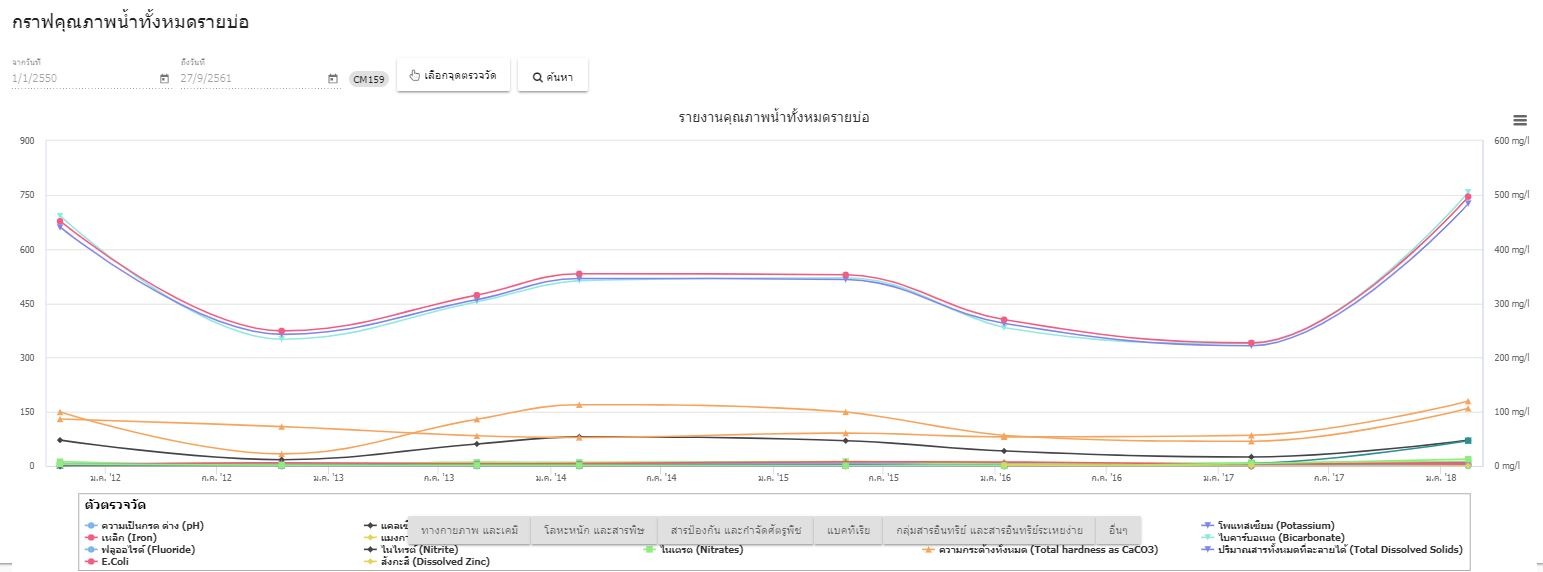 กราฟคุณภาพน้ำทั้งหมดรายบ่อ
จากวันที่
ถึงวันที่
1/1/2550
27/9/2561
CM159
เลือกจุดตรวจวัด
ค้นหา
รายงานคุณภาพน้ำทั้งหมดรายบ่อ
900
600 mg/l
750
500 mg/l
600
400 mg/l
450
300 mg/l
300
200 mg/l
150
100 mg/l
0
0 mg/l
ม.ค. '12
ก.ค. '12
ม.ค. '13
ก.ค. '13
ม.ค. '14
ก.ค. '14
ม.ค. '15
ก.ค. '15
ม.ค. '16
ก.ค. '16
ม.ค. '17
ก.ค. '17
ม.ค. '18
ตัวตรวจวัด
ความเป็นกรด ด่าง (pH)
โพแทสเซียม (Potassium)
ทางกายภาพ และเคมี
โลหะหนัก และสารพิษ
สารป้องกัน และกำจัดศัตรูพืช
แบคทีเรีย
กลุ่มสารอินทรีย์ และสารอินทรีย์ระเหยง่าย
อื่นๆ
เหล็ก (Iron)
ไบคาร์บอเนต (Bicarbonate)
ฟลูออไรด์ (Fluoride)
ไนไทรต์ (Nitrite)
ไนเตรต (Nitrates)
ความกระด้างทั้งหมด (Total hardness as CaCO3)
ปริมาณสารทั้งหมดที่ละลายได้ (Total Dissolved Solids)
E.Coli
สังกะสี (Dissolved Zinc)